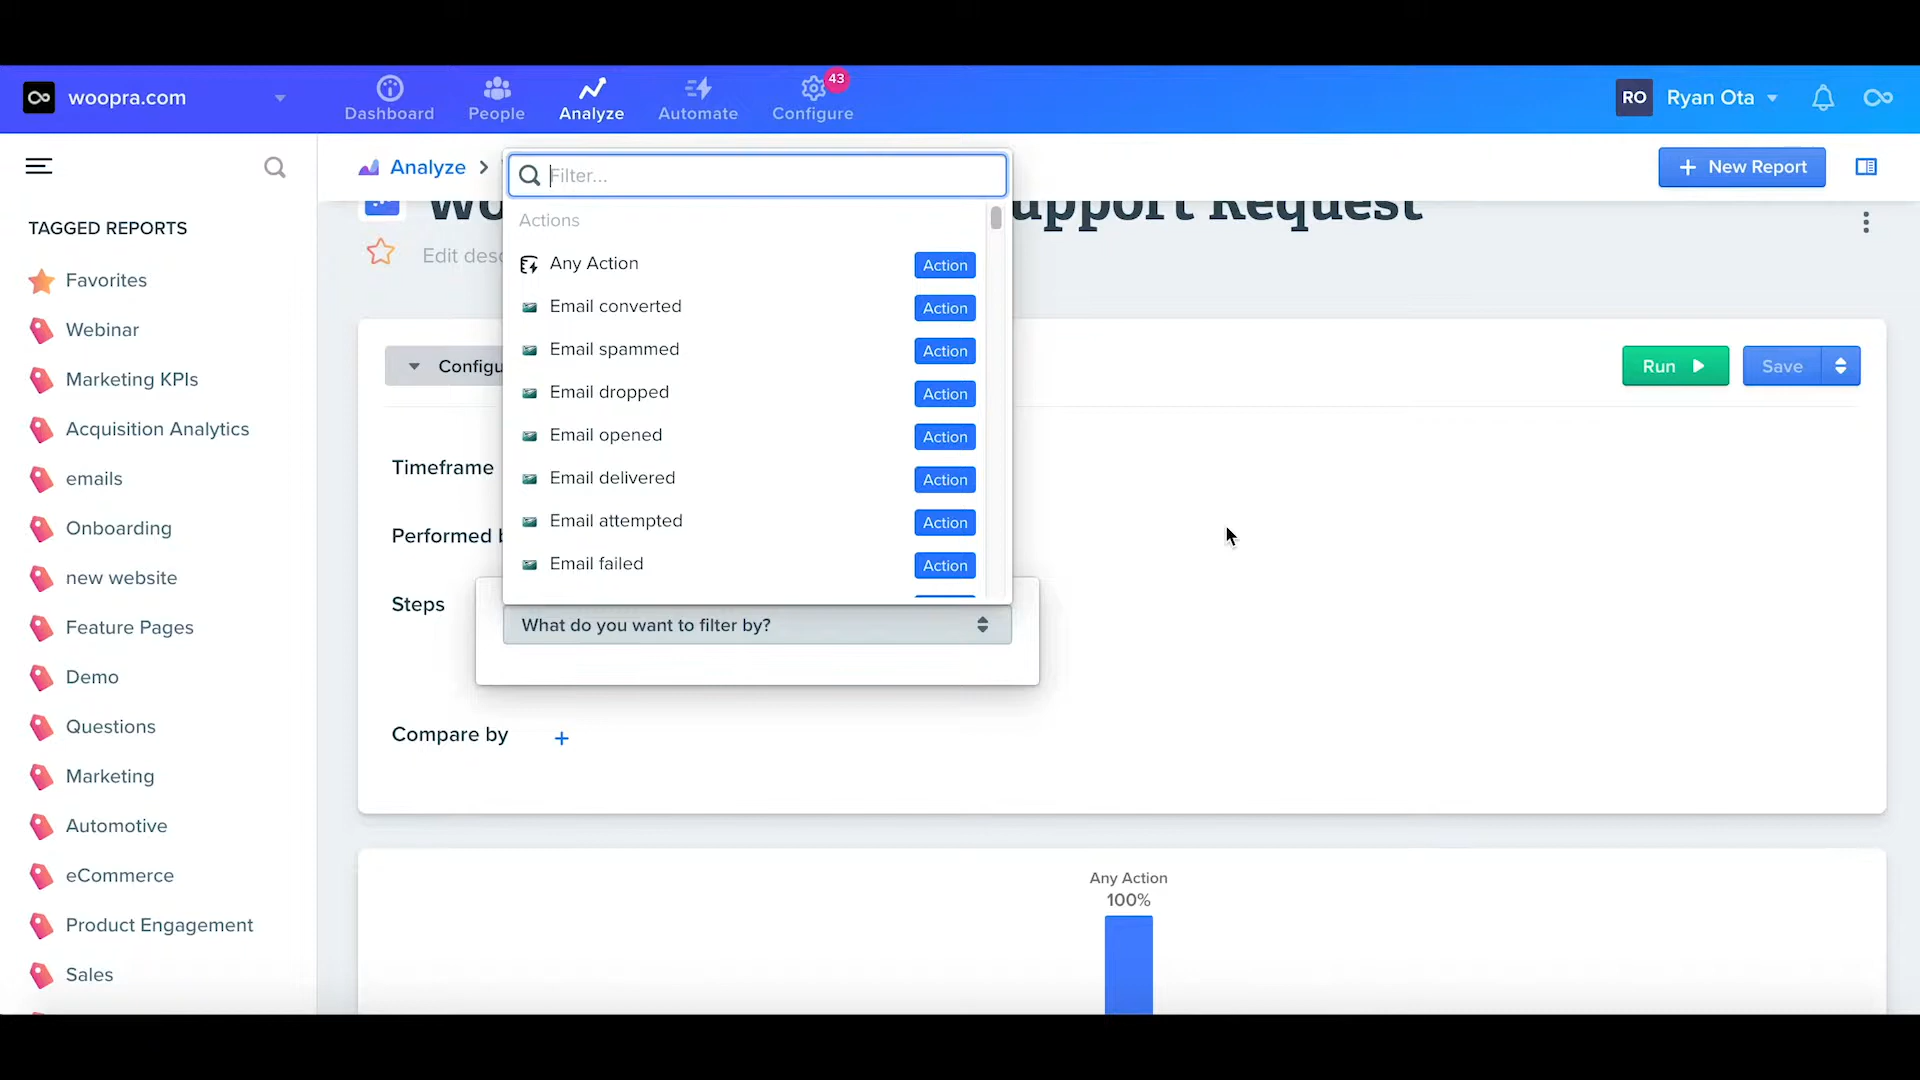 woopra.com
Dashboard
People
Analyze
Automate
43
Configure
RO
Ryan Ota
Analyze
Filter...
New Report
TAGGED REPORTS
Favorites
Webinar
Marketing KPIs
Acquisition Analytics
emails
Onboarding
new website
Feature Pages
Demo
Questions
Marketing
Automotive
eCommerce
Product Engagement
Sales
Support Request
Edit desc
Configu
Run
Save
Timeframe
Performed b
Steps
Compare by
Actions
Any Action Action
Email converted Action
Email spammed Action
Email dropped Action
Email opened Action
Email delivered Action
Email attempted Action
Email failed Action
What do you want to filter by?
Any Action
100%